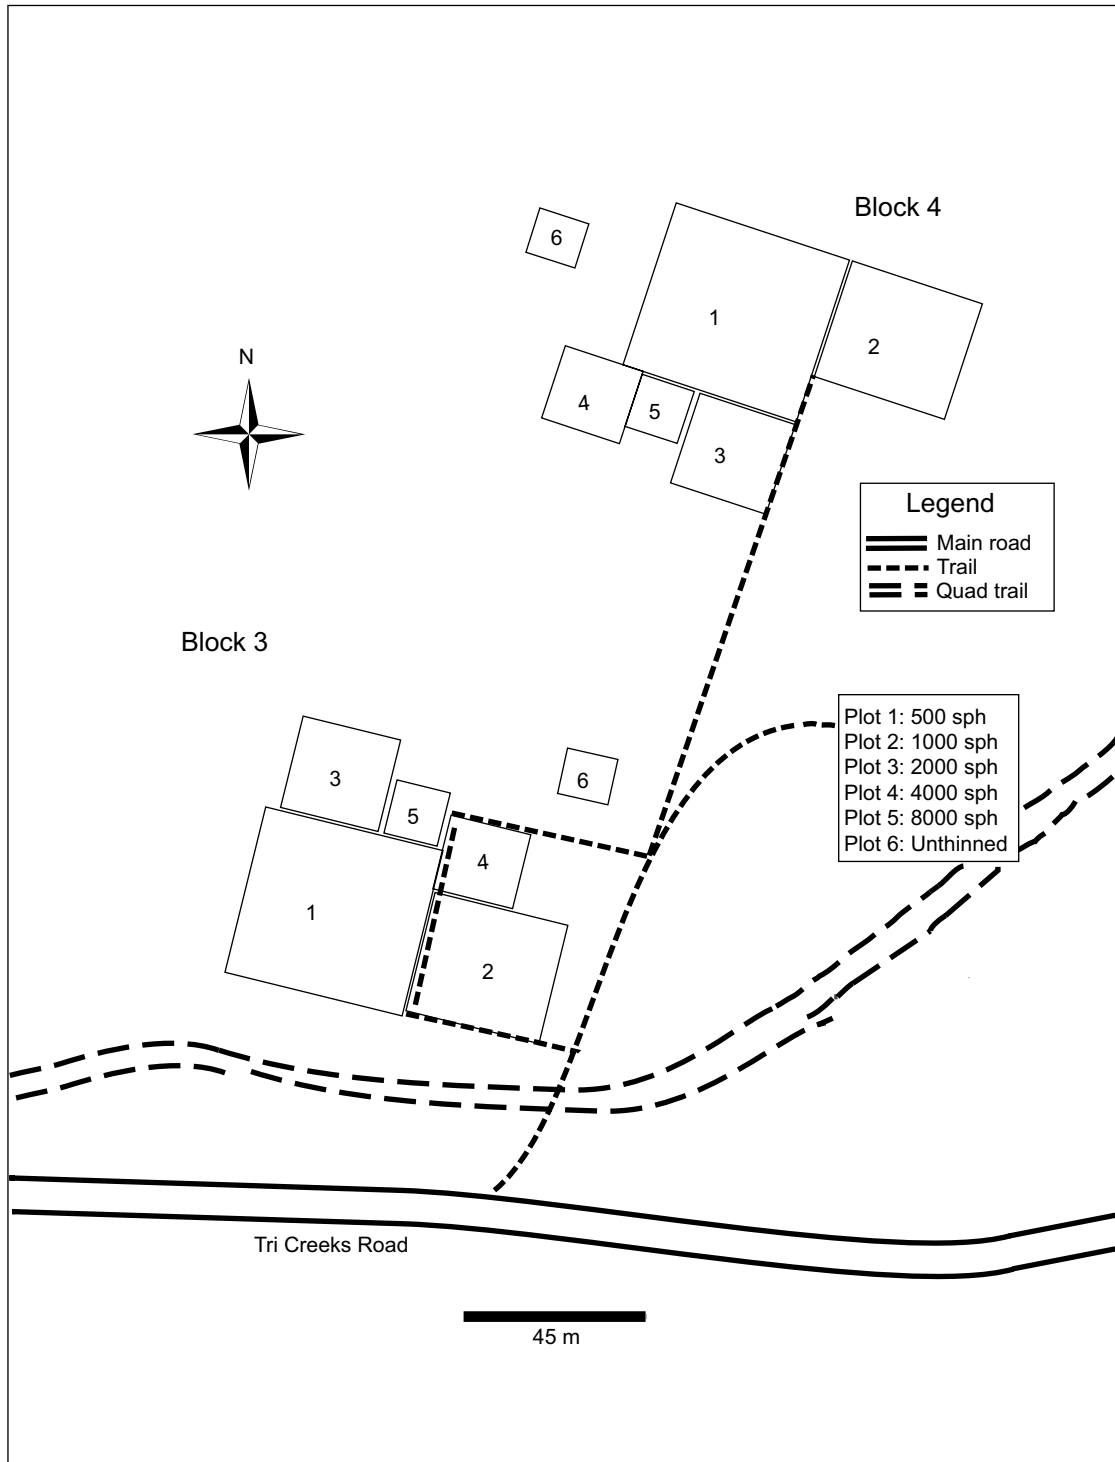 Block 4
6
1
2
N
4
5
3
Legend
Main road
Trail
Quad trail
Block 3
Plot 1: 500 sph
Plot 2: 1000 sph
Plot 3: 2000 sph
Plot 4: 4000 sph
Plot 5: 8000 sph
Plot 6: Unthinned
3
6
5
4
1
2
Tri Creeks Road
45 m